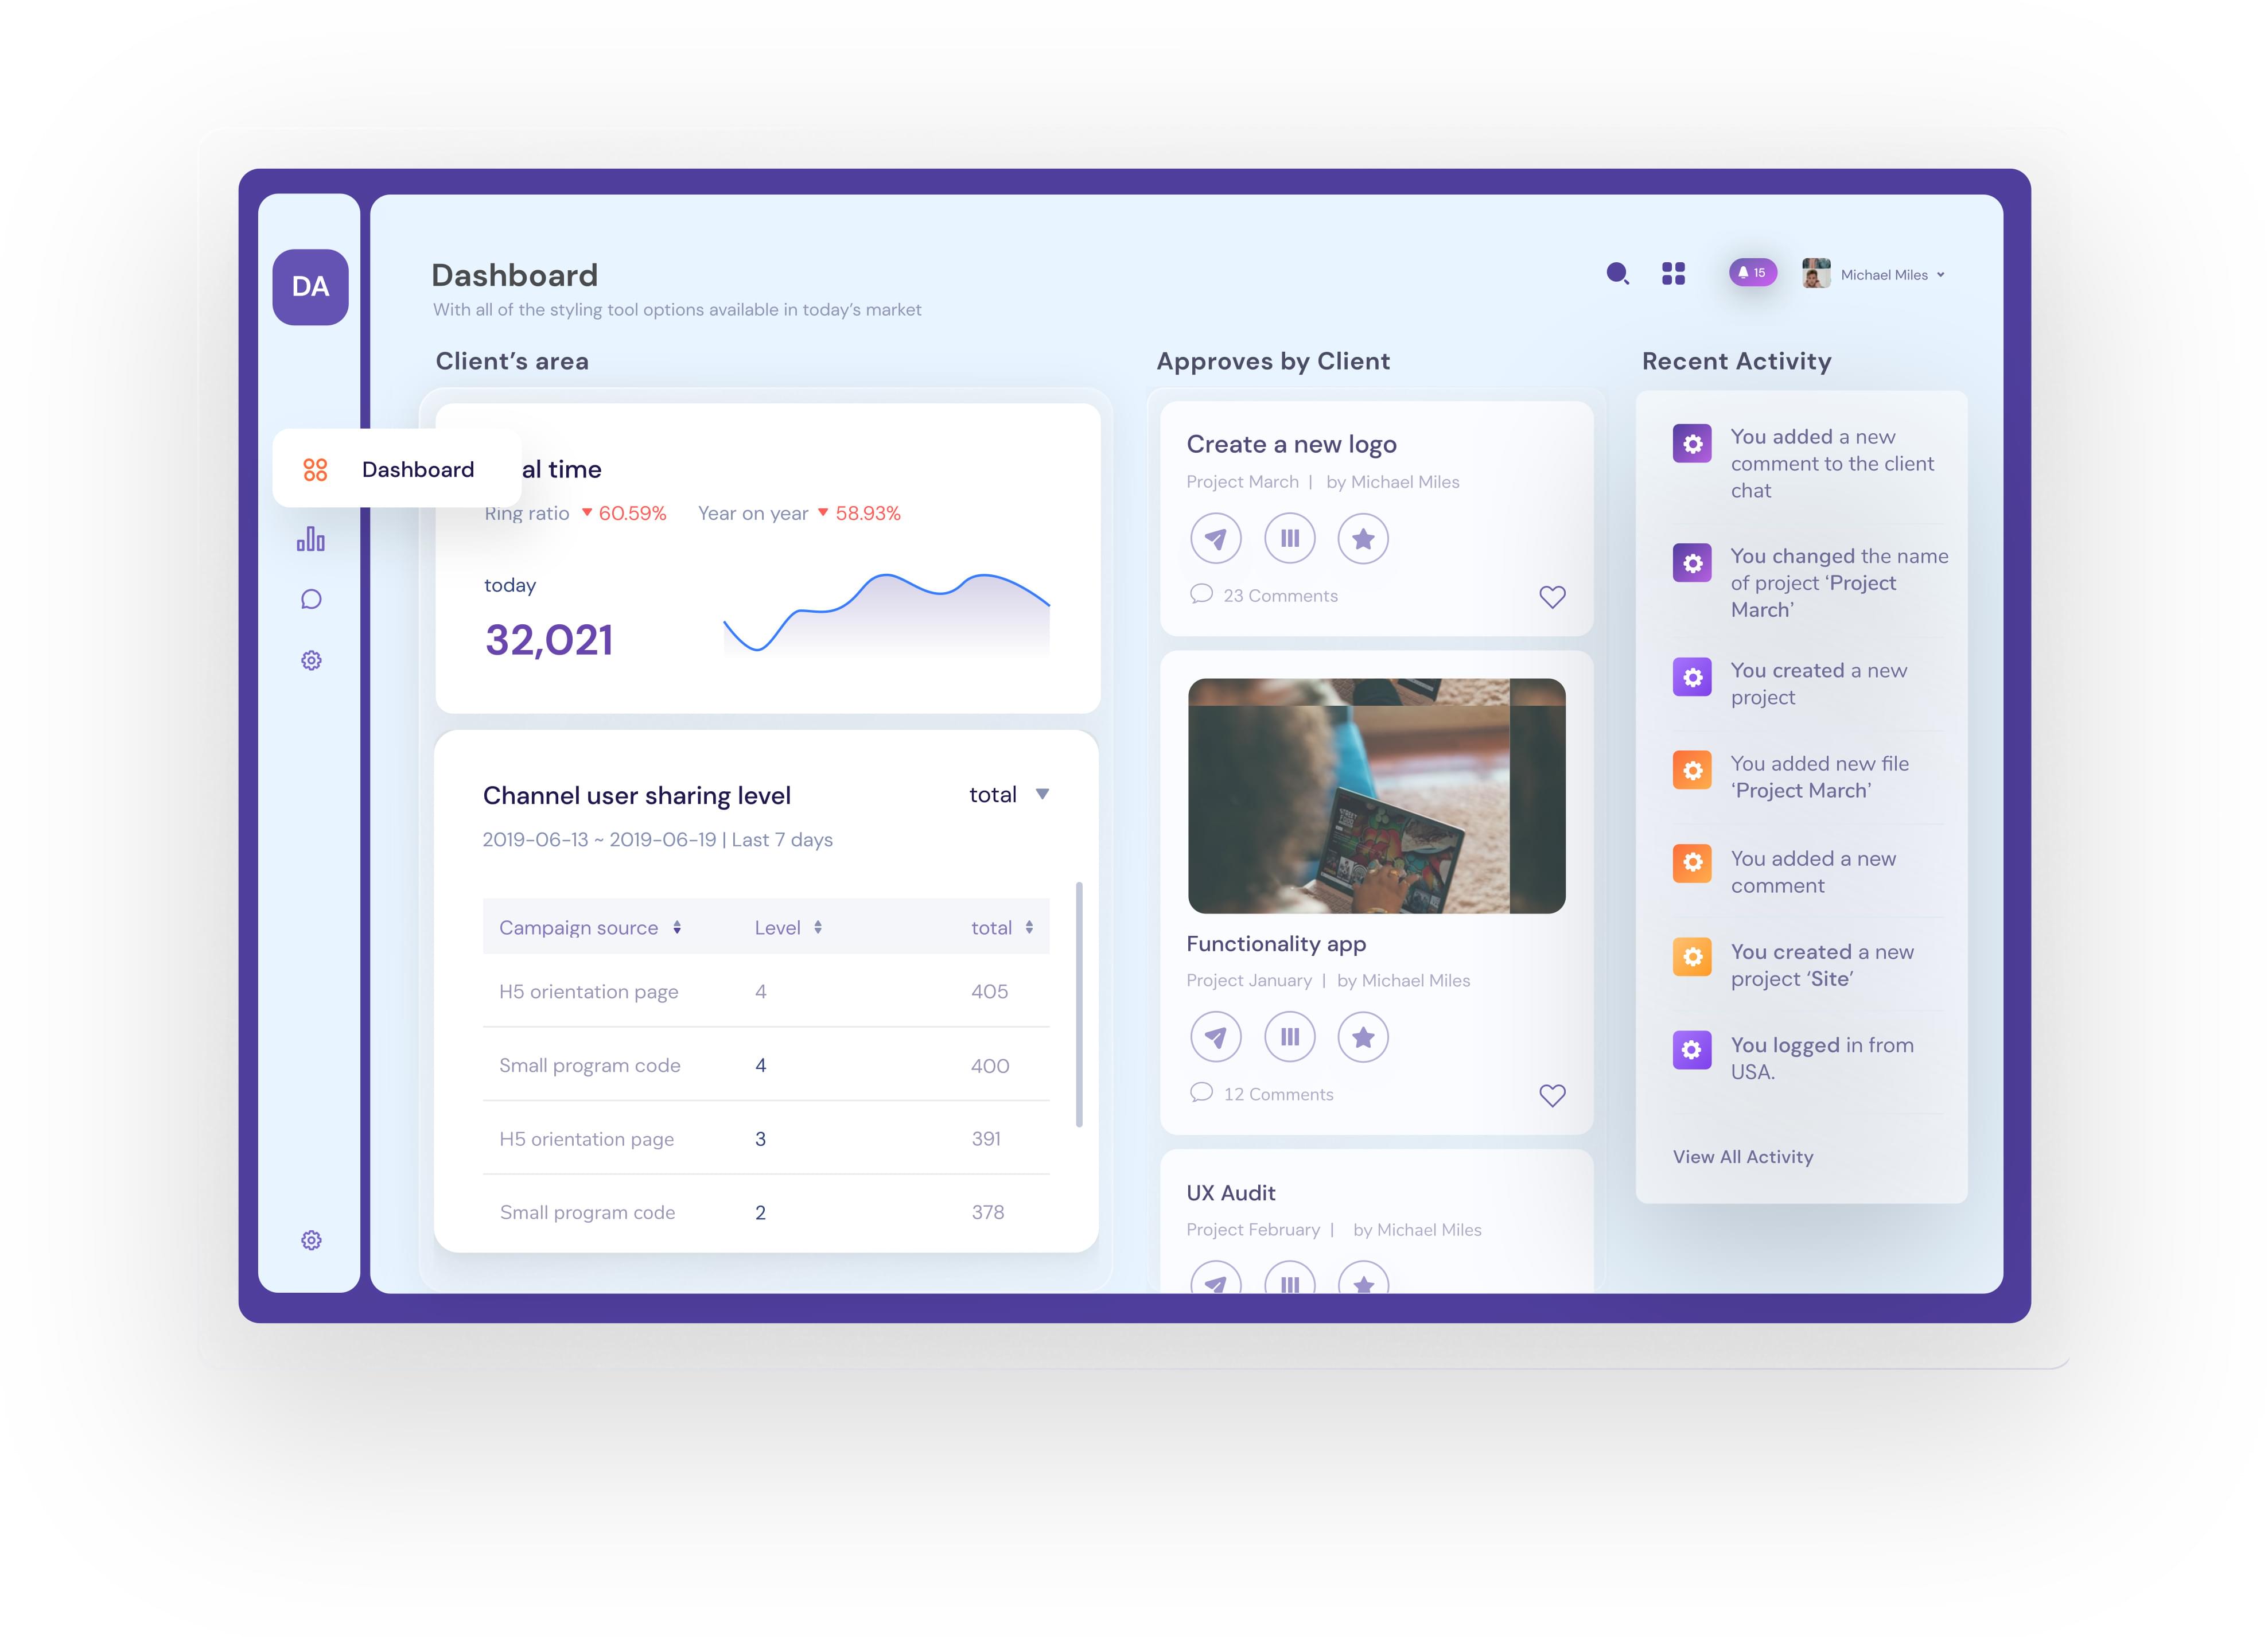 DA
Dashboard
With all of the styling tool options available in today's market
15
Michael Miles
Client's area
Dashboard
al time
Ring ratio 60.59% Year on year 58.93%
today
32,021
Channel user sharing level
total
2019-06-13 ~ 2019-06-19 | Last 7 days
Campaign source Level total
H5 orientation page 4 405
Small program code 4 400
H5 orientation page 3 391
Small program code 2 378
Approves by Client
Create a new logo
Project March | by Michael Miles
23 Comments
Functionality app
Project January | by Michael Miles
12 Comments
UX Audit
Project February | by Michael Miles
Recent Activity
You added a new
comment to the client
chat
You changed the name
of project ‘Project
March’
You created a new
project
You added new file
‘Project March’
You added a new
comment
You created a new
project ‘Site’
You logged in from
USA.
View All Activity